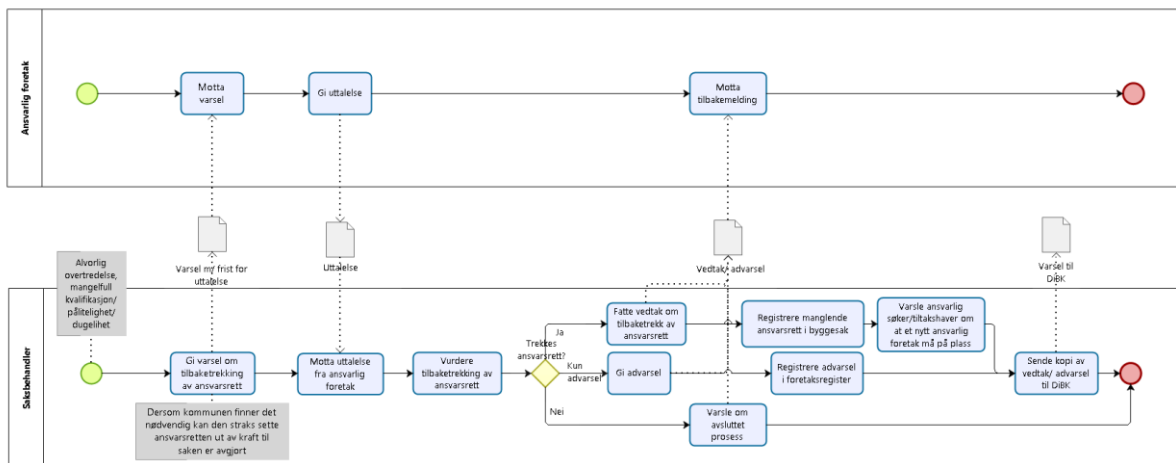 Ansvarlig foretak
Motta
varsel
Gi uttalelse
Motta
tilbakemelding
Varsel m/ frist for
uttalelse
Uttalelse
Vedtak/ advarsel
Varsel til
DiBK
Alvorlig
overtredelse,
mangelfull
kvalifikasjon/
pålitelighet/
dugelihet
Saksbehandler
Gi varsel om
tilbaketrekking
av ansvarsrett
Dersom kommunen finner det
nødvendig kan den straks sette
ansvarsretten ut av kraft til
saken er avgjort
Motta uttalelse
fra ansvarlig
foretak
Vurdere
tilbaketrekking av
ansvarsrett
Trekkes
ansvarsrett?
Ja
Kun
advarsel
Nei
Fatte vedtak om
tilbaketrekk av
ansvarsrett
Registrere manglende
ansvarsrett i byggesak
Varsle ansvarlig
søker/tiltakshaver om
at et nytt ansvarlig
foretak må på plass
Gi advarsel
Registrere advarsel
i foretaksregister
Varsle om
avsluttet
prosess
Sende kopi av
vedtak/ advarsel
til DiBK